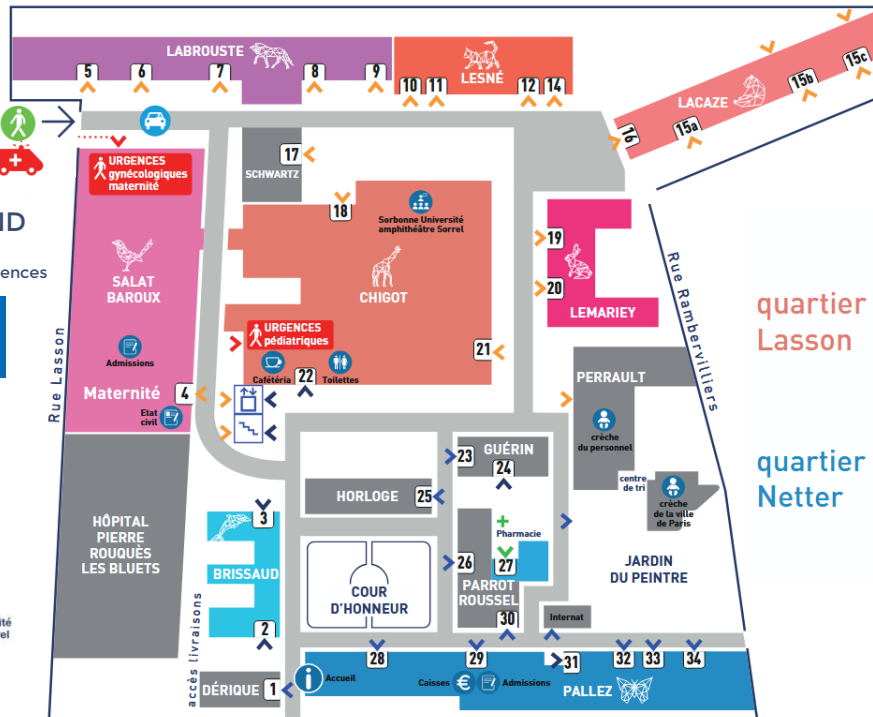 LABROUSTE
LESNÉ
LACAZE
5
6
7
8
9
10
11
12
14
15a
15b
15c
16
URGENCES
gynécologiques
maternité
17
SCHWARTZ
18
Sorbonne Université
amphithéâtre Sorrel
19
20
LEMARIEY
ID
ences
SALAT
BAROUX
CHIGOT
Admissions
URGENCES
pédiatriques
Cafétéria
22
Toilettes
21
Maternité
4
Etat
civil
Rue Lasson
Rue Rambervilliers
quartier
Lasson
quartier
Netter
PERRAULT
crèche
du personnel
centre
de tri
crèche
de la ville
de Paris
JARDIN
DU PEINTRE
23
GUÉRIN
24
HORLOGE
25
HÔPITAL
PIERRE
ROUQUÈS
LES BLUETS
3
BRISSAUD
2
COUR
D'HONNEUR
Pharmacie
26
27
PARROT
ROUSSEL
30
Internat
ité
el
accès livraisons
DÉRIQUE
1
i
Accueil
28
29
Caisses
€
Admissions
31
32
33
34
PALLEZ